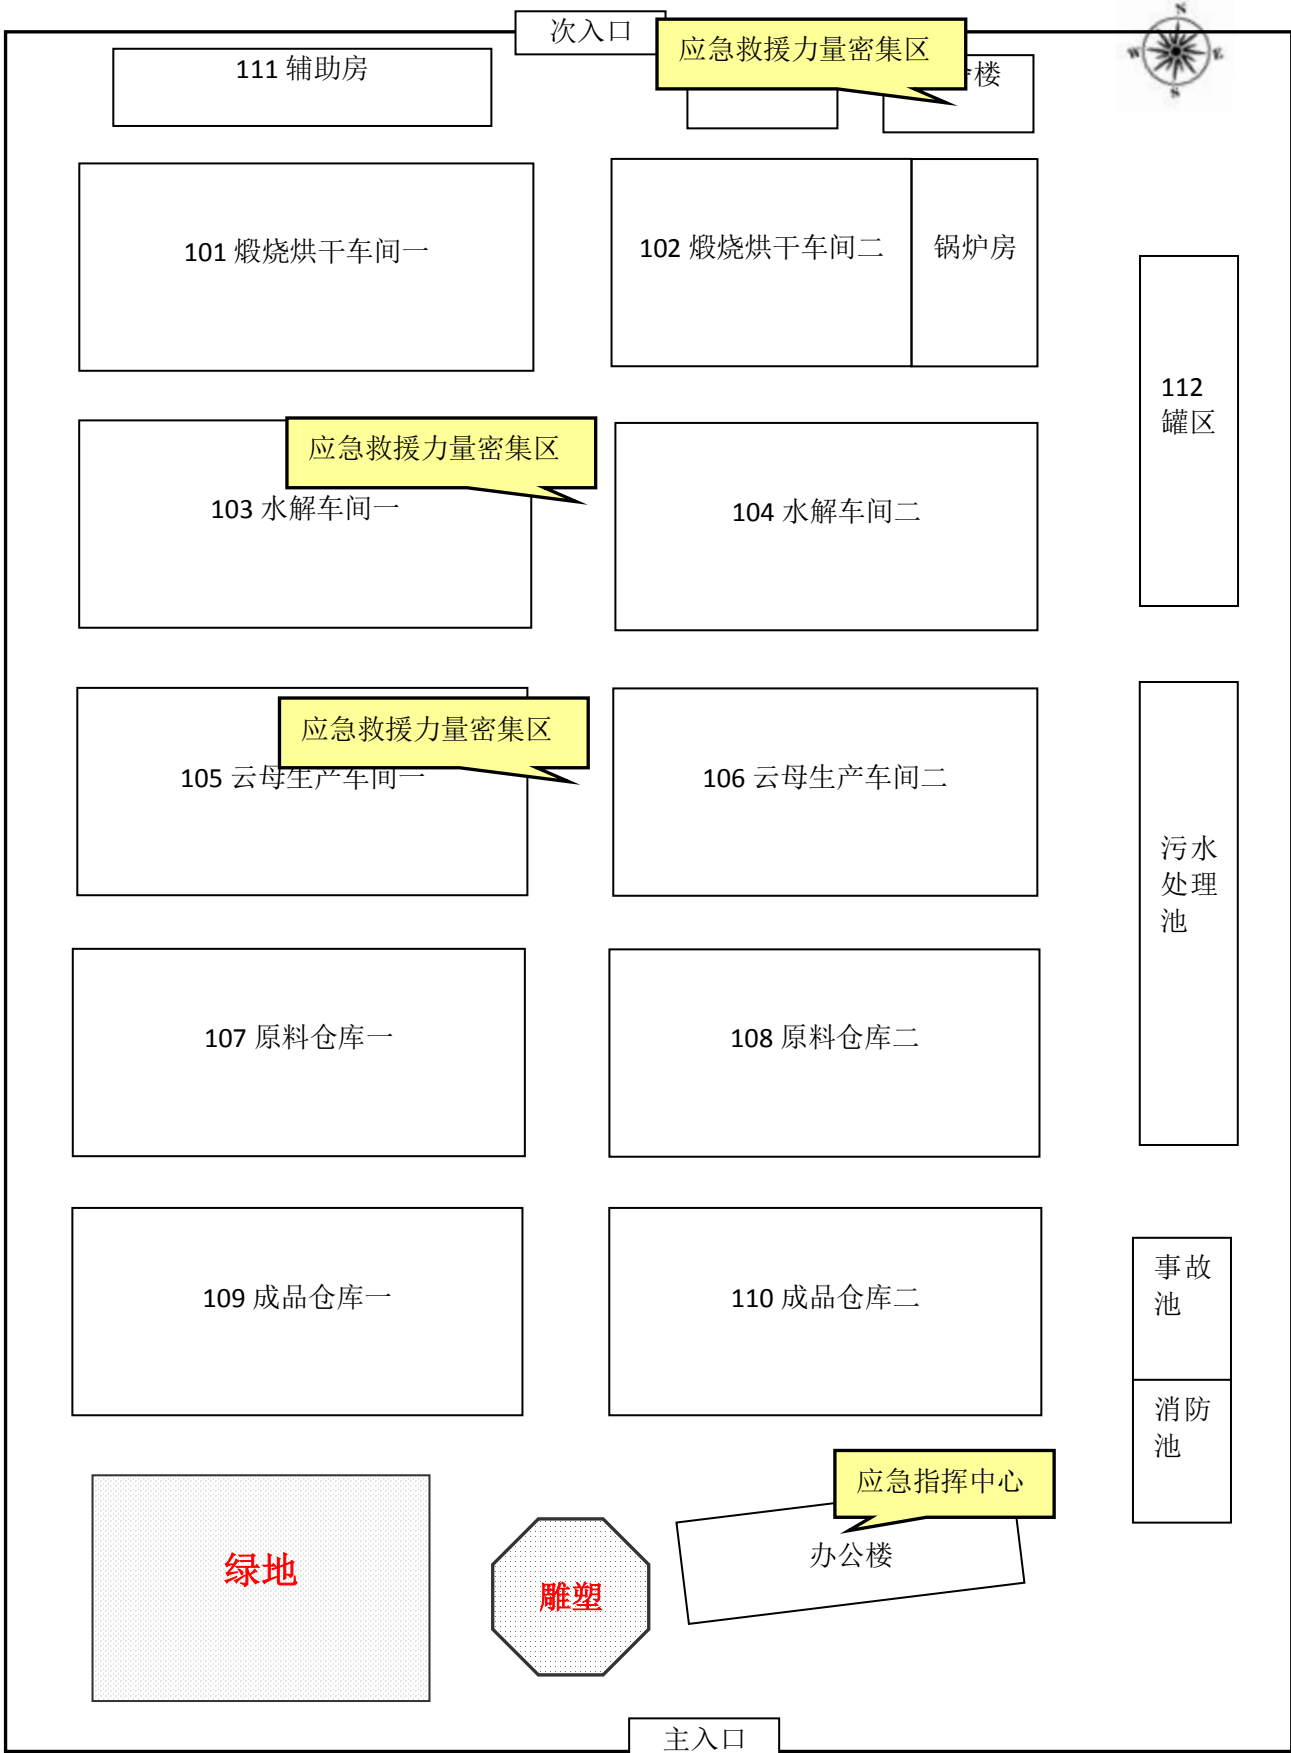 次入口
应急救援力量密集区
N
W
E
S
111 辅助房
楼
101 煅烧烘干车间一
102 煅烧烘干车间二
锅炉房
112
罐区
应急救援力量密集区
103 水解车间一
104 水解车间二
应急救援力量密集区
105 云母生产车间一
106 云母生产车间二
污水
处理
池
107 原料仓库一
108 原料仓库二
事故
池
109 成品仓库一
110 成品仓库二
消防
池
应急指挥中心
办公楼
绿地
雕塑
主入口